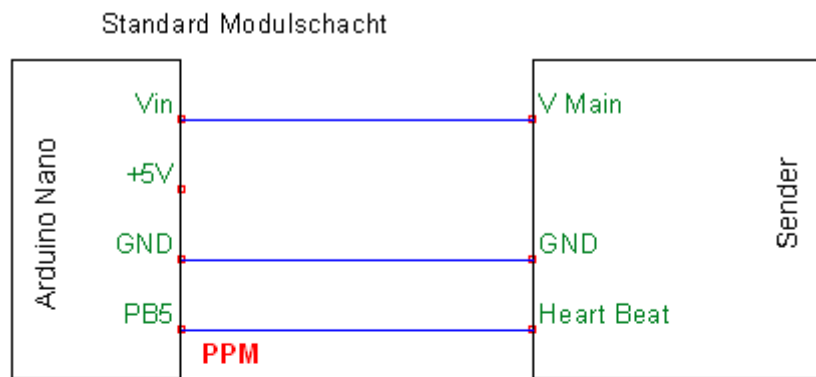 Standard Modulschacht
Arduino Nano
Vin
+5V
GND
PB5
PPM
V Main
GND
Heart Beat
Sender